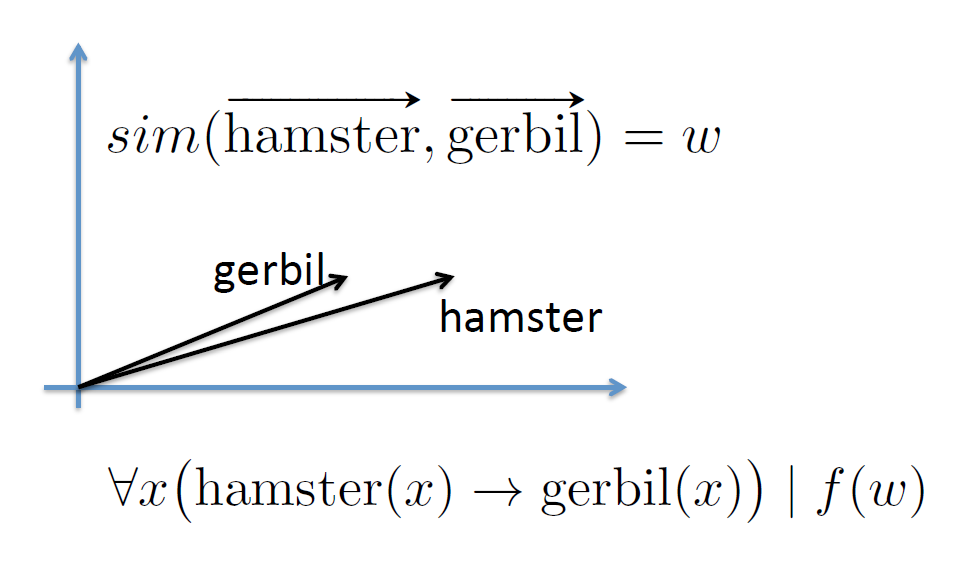 sim(hamster, gerbil) = w
gerbil
hamster
∀x(hamster(x) → gerbil(x)) | f(w)